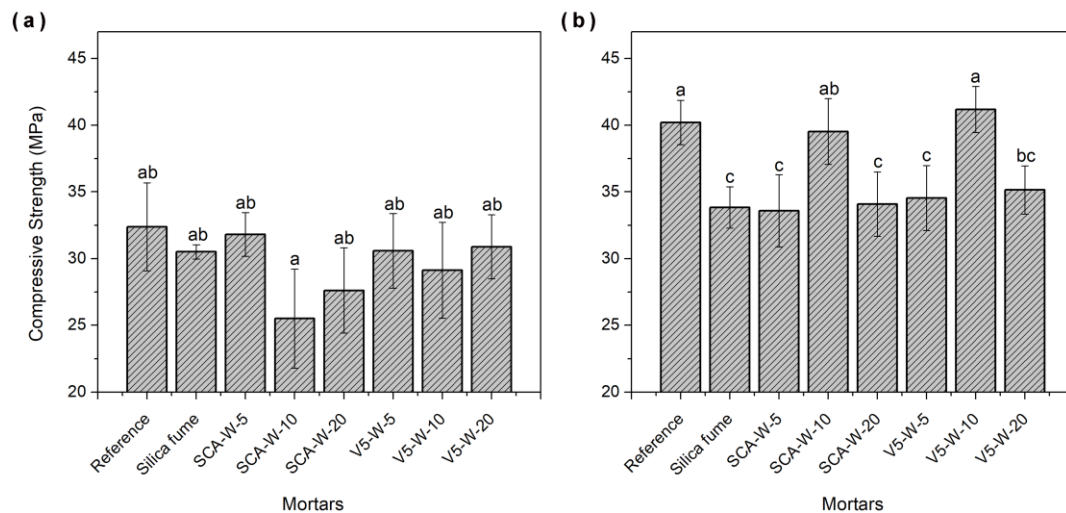 ( a )
Compressive Strength (MPa)
45
40
35
30
25
20
ab
ab
ab
a
ab
ab
ab
ab
Reference
Silica fume
SCA-W-5
SCA-W-10
SCA-W-20
V5-W-5
V5-W-10
V5-W-20
Mortars
( b )
45
40
35
30
25
20
a
c
c
ab
c
c
a
bc
Reference
Silica fume
SCA-W-5
SCA-W-10
SCA-W-20
V5-W-5
V5-W-10
V5-W-20
Mortars